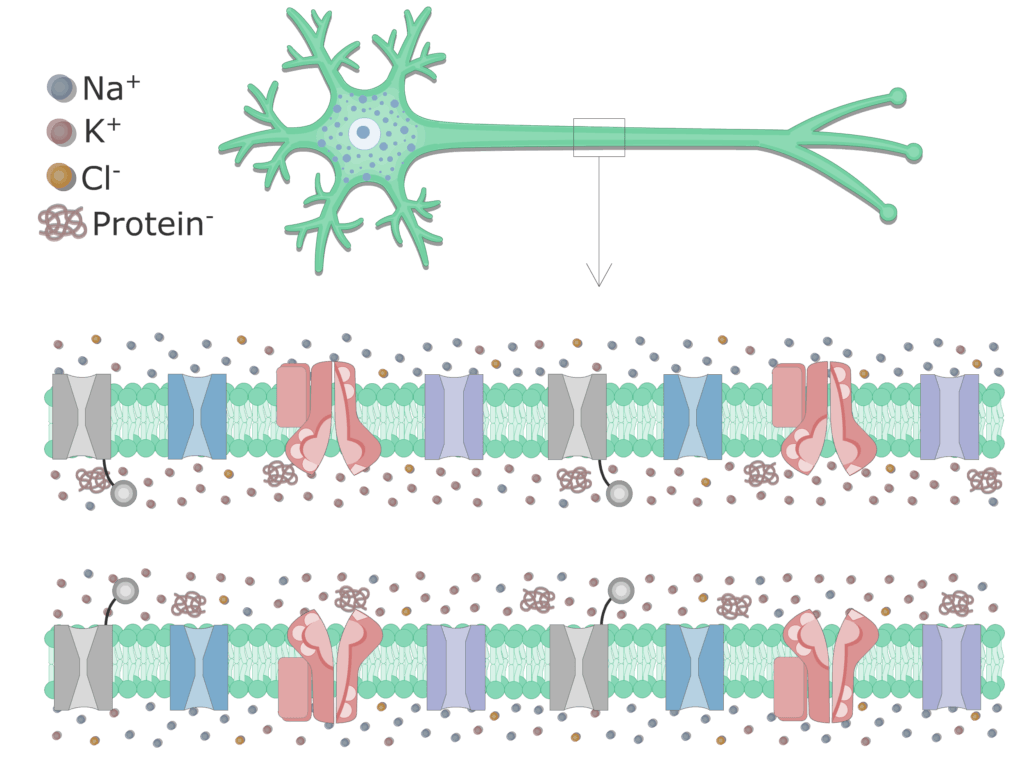 Na⁺
K⁺
Cl⁻
Protein⁻